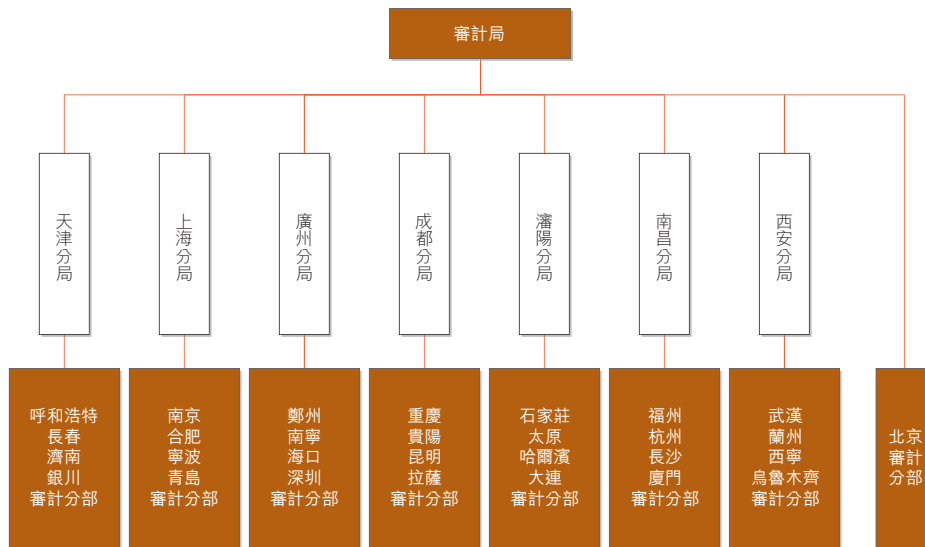 審計局
天津分局
上海分局
廣州分局
成都分局
瀋陽分局
南昌分局
西安分局
呼和浩特
長春
濟南
銀川
審計分部
南京
合肥
寧波
青島
審計分部
鄭州
南寧
海口
深圳
審計分部
重慶
貴陽
昆明
拉薩
審計分部
石家莊
太原
哈爾濱
大連
審計分部
福州
杭州
長沙
廈門
審計分部
武漢
蘭州
西寧
烏魯木齊
審計分部
北京
審計
分部